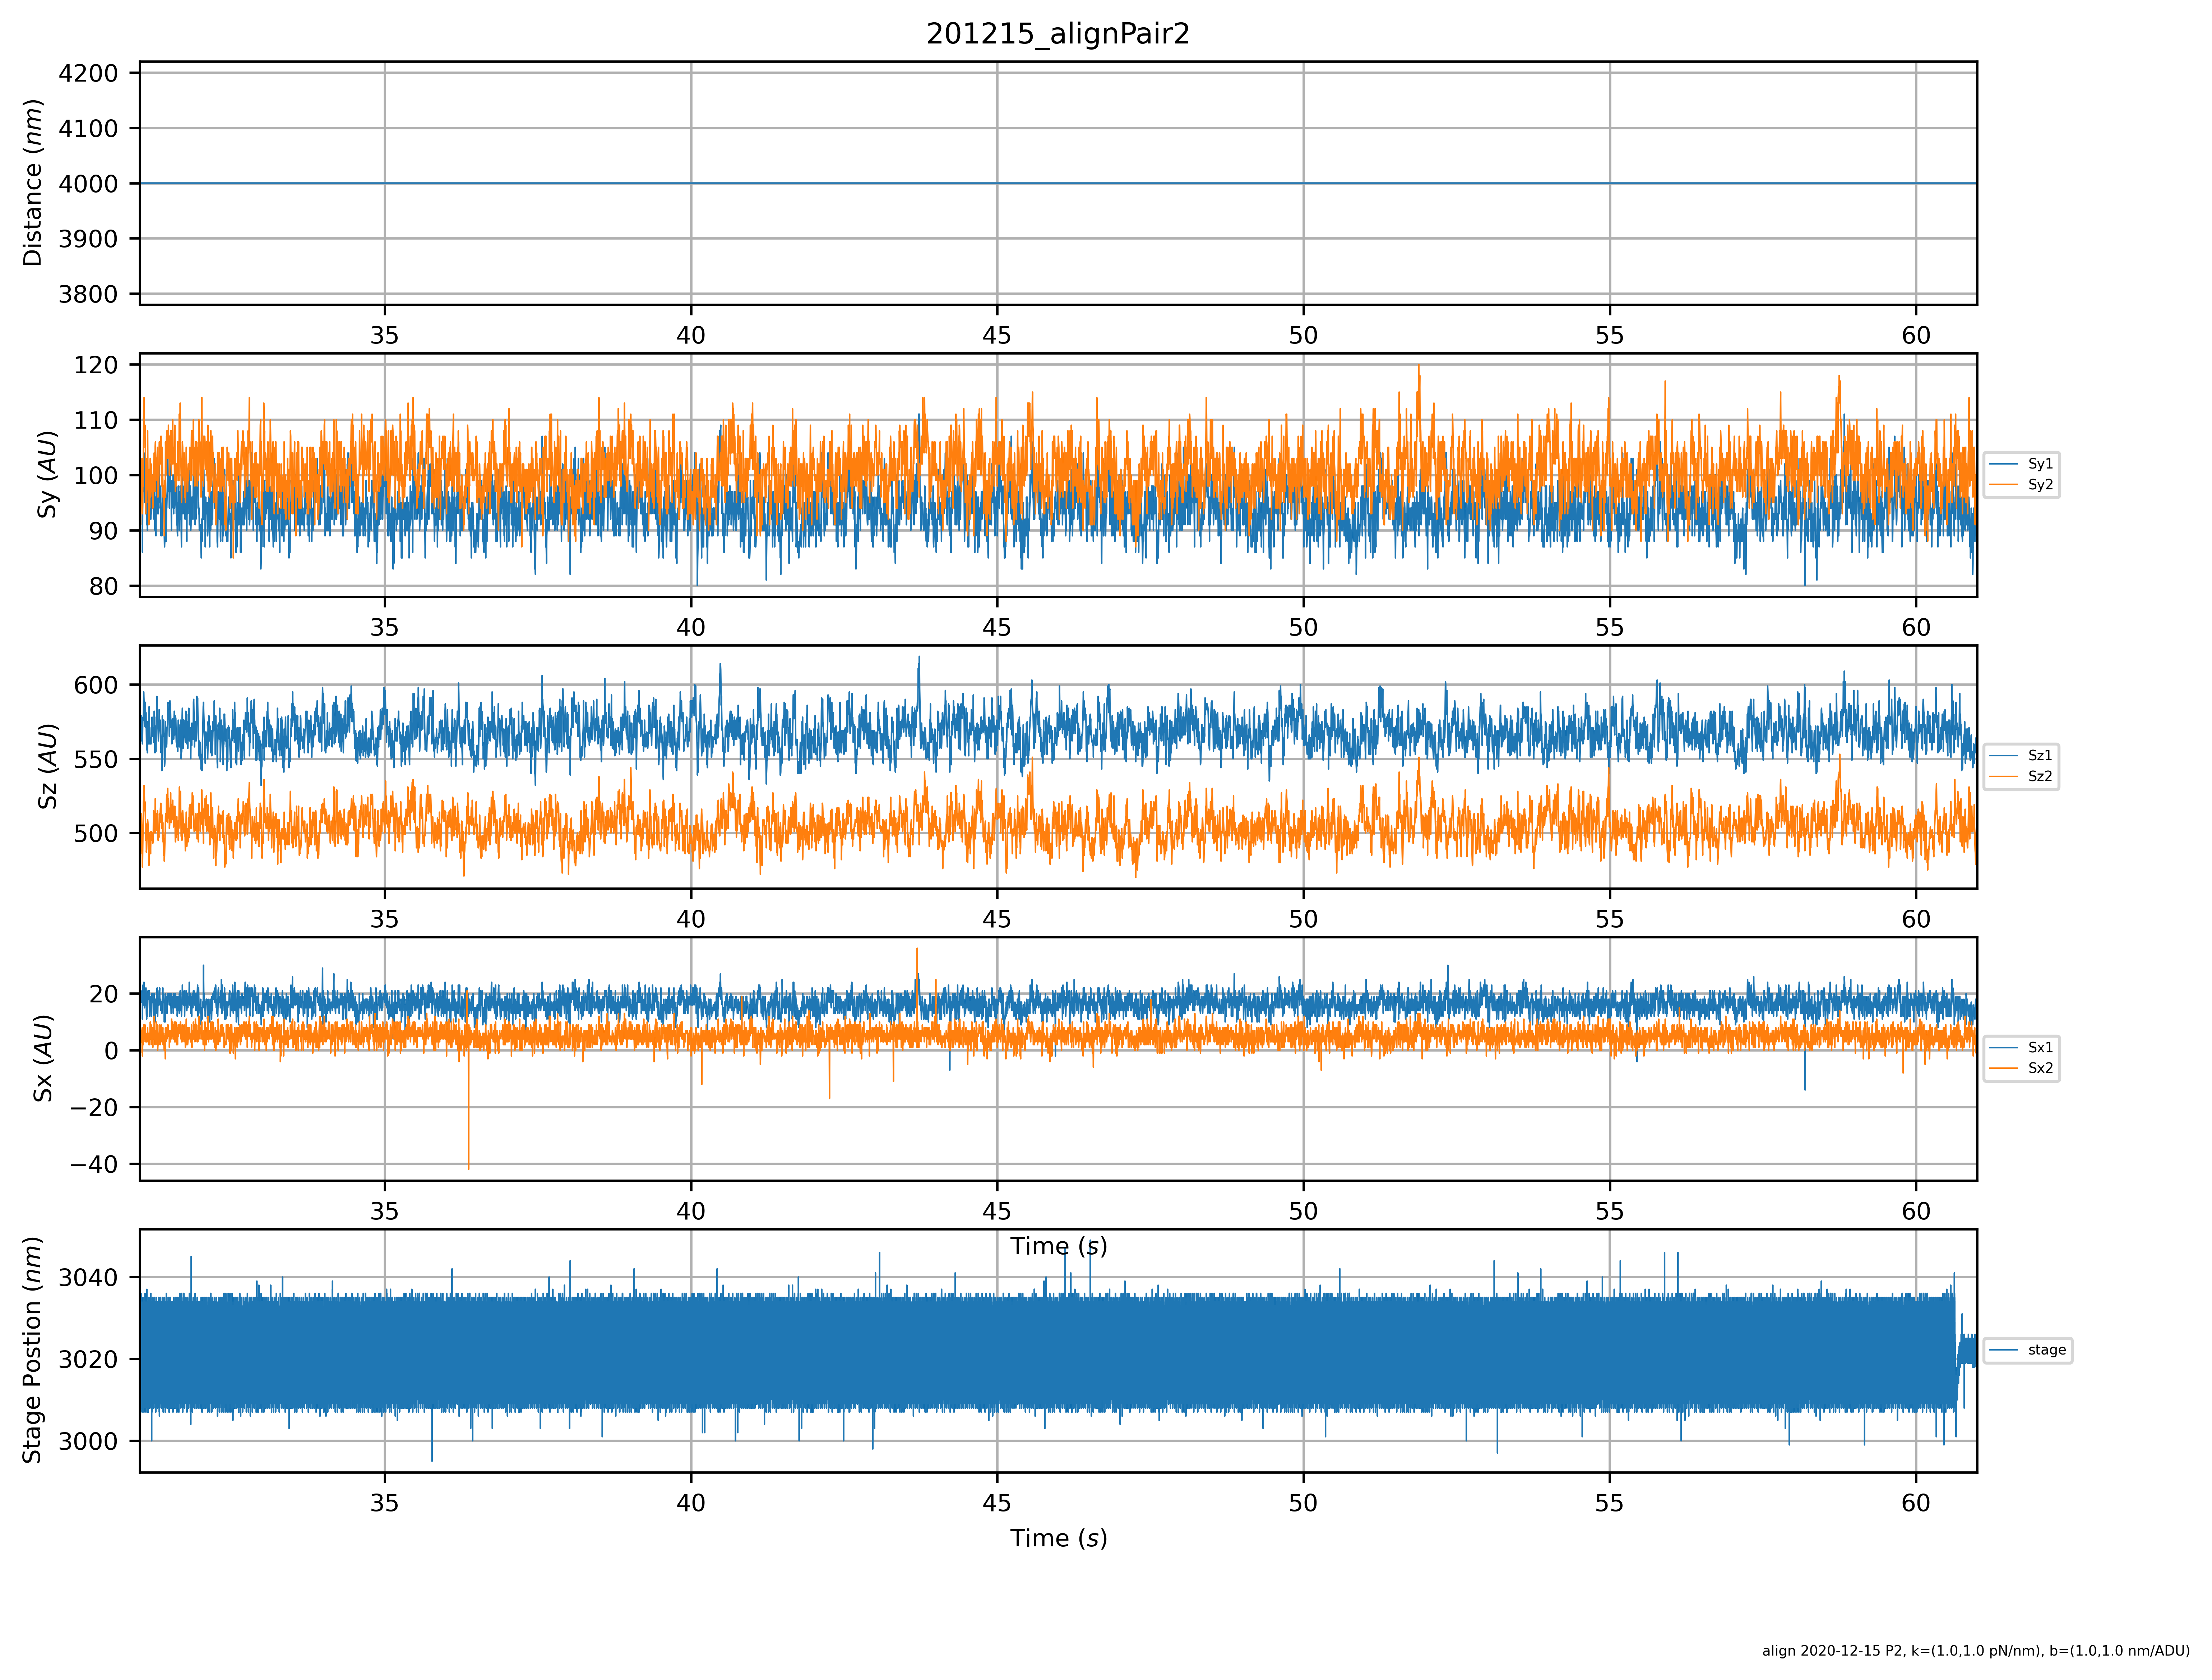 201215_alignPair2
4200
4100
4000
3900
3800
Distance (nm)
35 40 45 50 55 60
120
110
100
90
80
Sy (AU)
Sy1
Sy2
35 40 45 50 55 60
600
550
500
Sz (AU)
Sz1
Sz2
35 40 45 50 55 60
20
0
−20
−40
Sx (AU)
Sx1
Sx2
35 40 45 50 55 60
Time (s)
3040
3020
3000
Stage Postion (nm)
stage
35 40 45 50 55 60
Time (s)
align 2020-12-15 P2, k=(1.0,1.0 pN/nm), b=(1.0,1.0 nm/ADU)